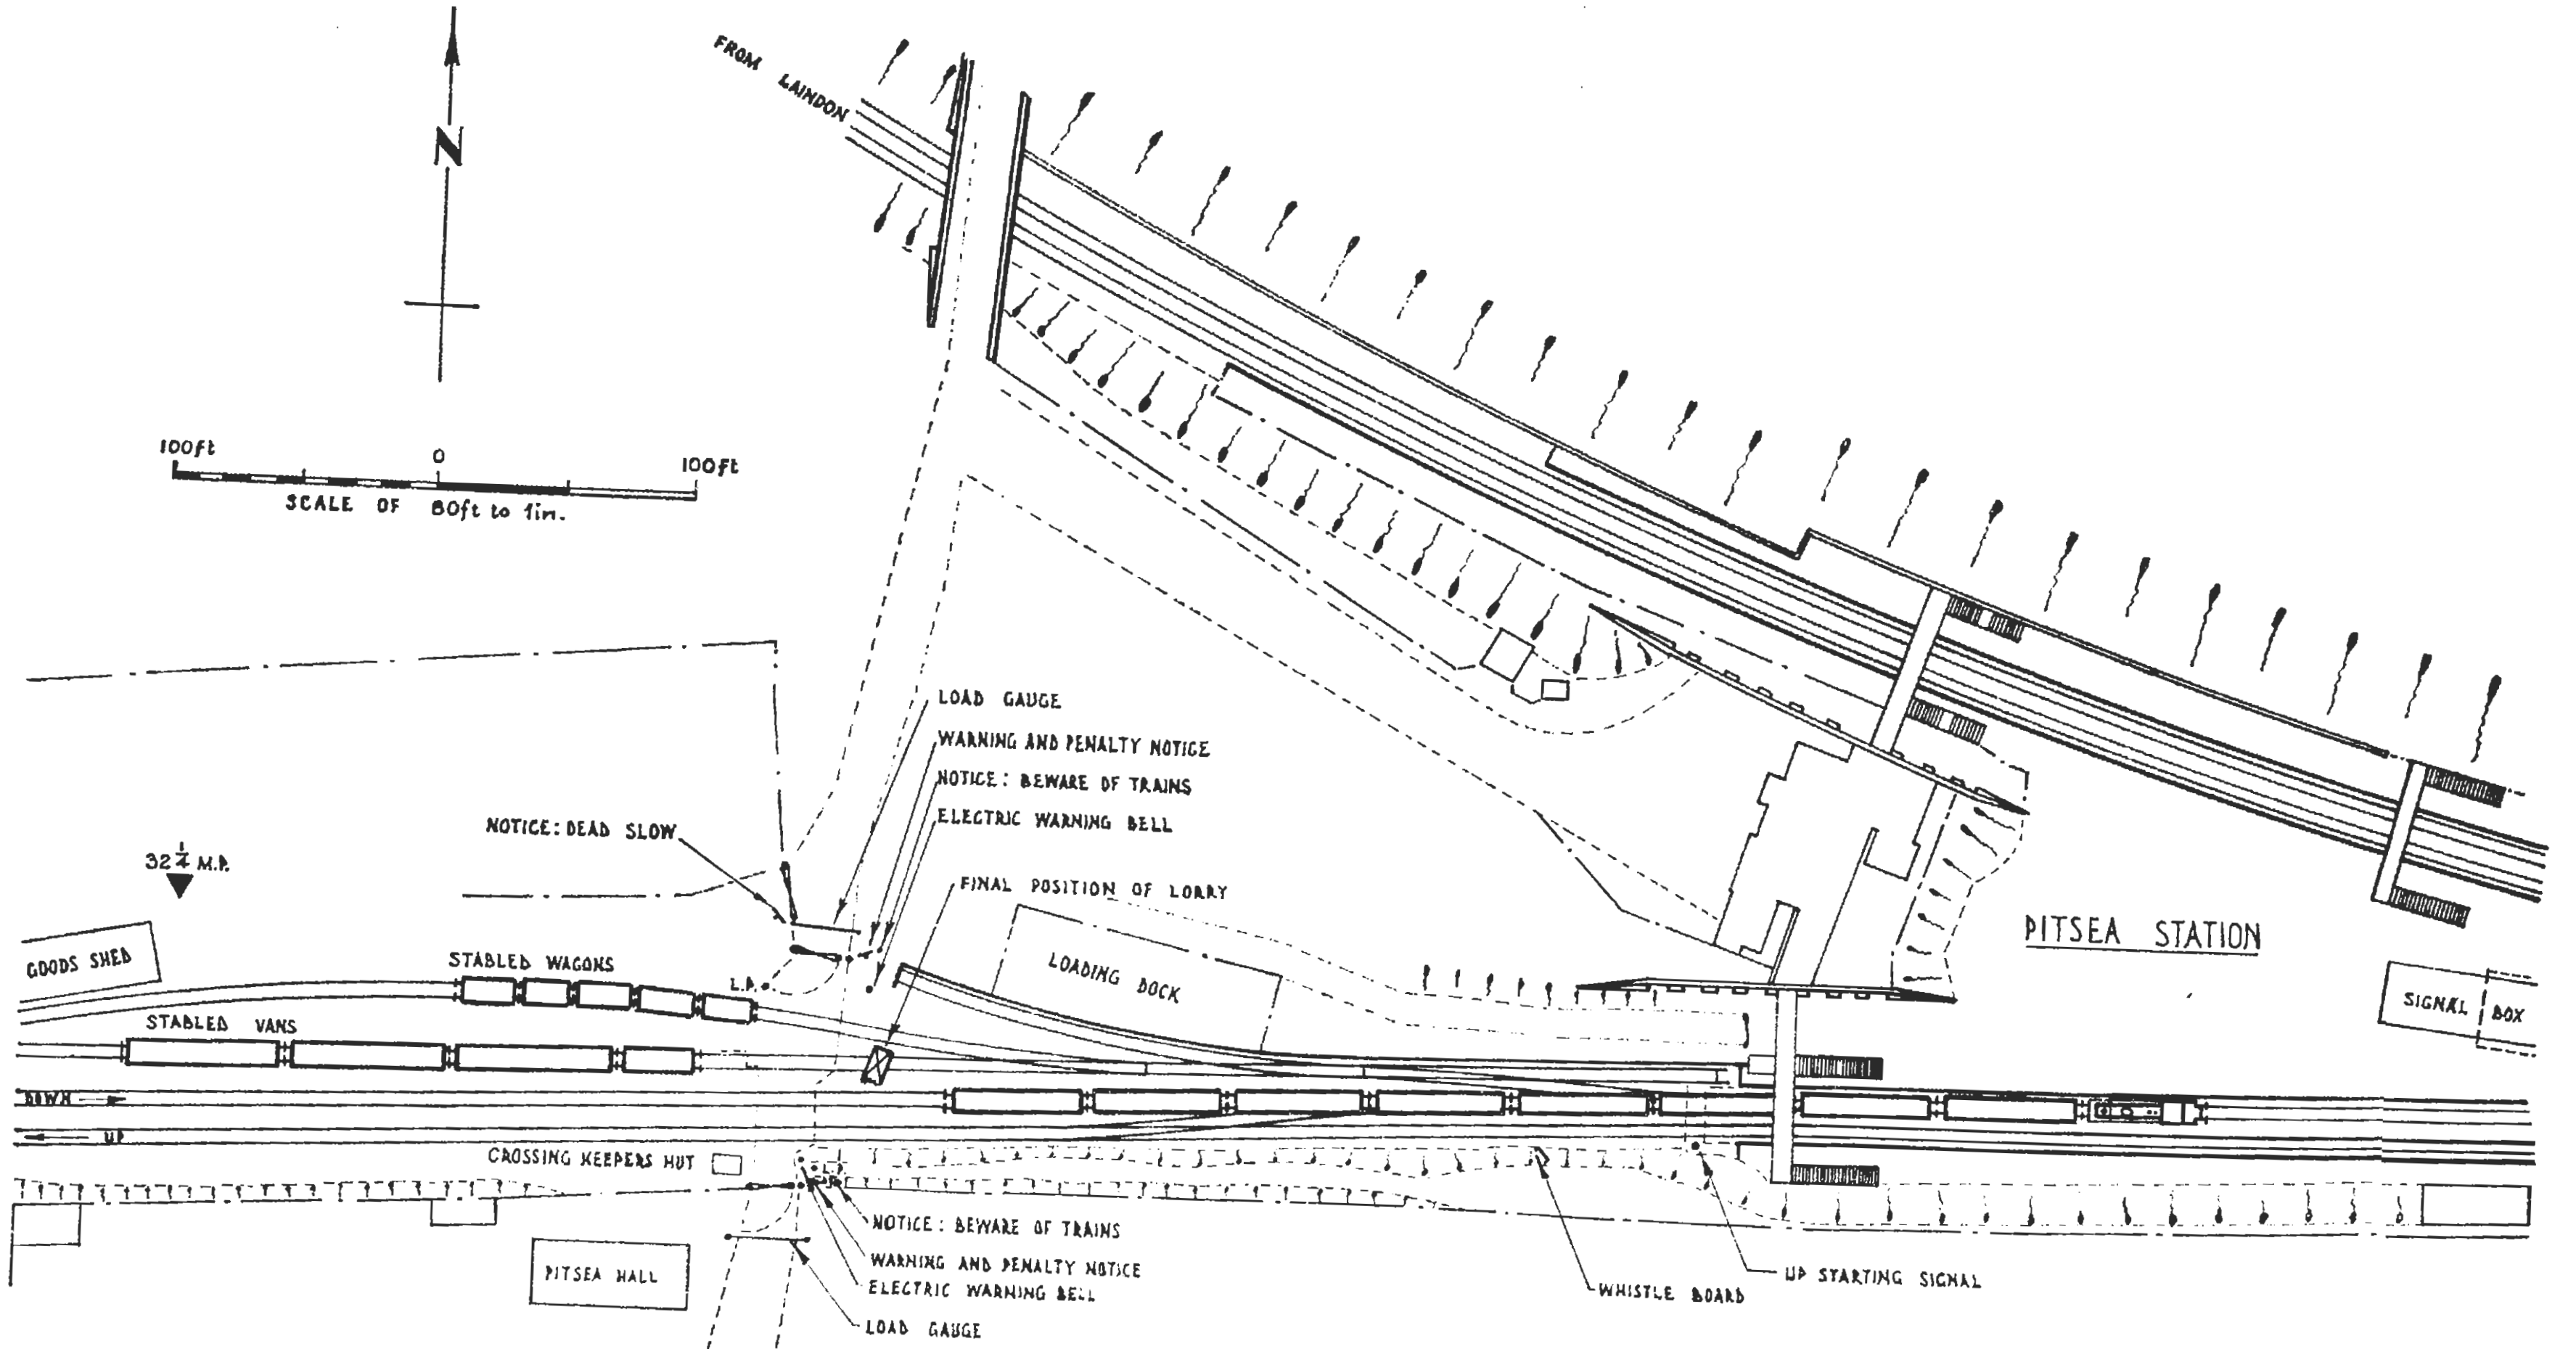 FROM LAINDON
N
100ft 0 100ft
SCALE OF 80ft to 1in.
LOAD GAUGE
WARNING AND PENALTY NOTICE
NOTICE: BEWARE OF TRAINS
ELECTRIC WARNING BELL
NOTICE: DEAD SLOW
32 1/4 M.P.
FINAL POSITION OF LORRY
PITSEA STATION
GOODS SHED
STABLED WAGONS
L.P.
LOADING DOCK
SIGNAL BOX
STABLED VANS
DOWN
UP
CROSSING KEEPERS HUT
NOTICE: BEWARE OF TRAINS
WARNING AND PENALTY NOTICE
ELECTRIC WARNING BELL
LOAD GAUGE
PITSEA HALL
WHISTLE BOARD
UP STARTING SIGNAL